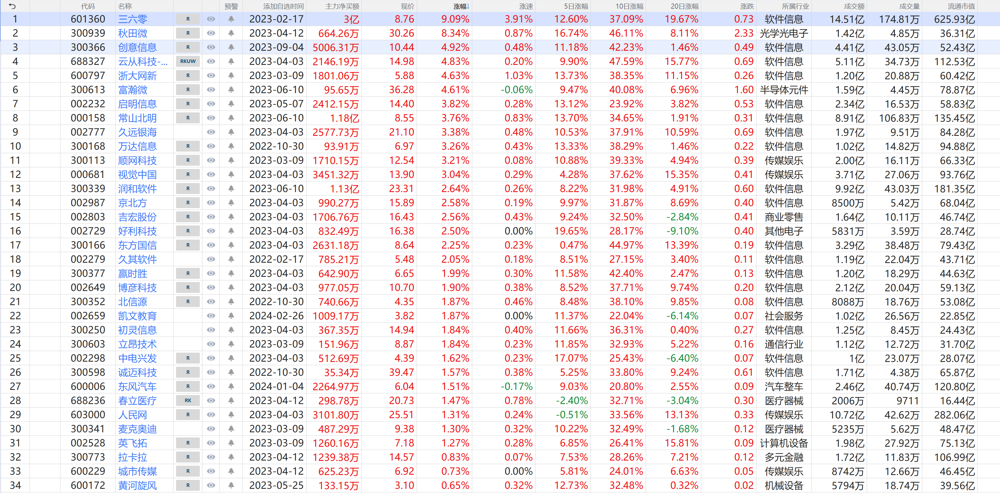 代码 名称 预警 添加自选时间 主力净买额 现价 涨幅↓ 涨速 5日涨幅 10日涨幅 20日涨幅 涨跌 所属行业 成交额 成交量 流通市值
1 601360 三六零 R 2023-02-17 3亿 8.76 9.09% 3.91% 12.60% 37.09% 19.67% 0.73 软件信息 14.51亿 174.81万 625.93亿
2 300939 秋田微 R 2023-04-12 664.26万 30.26 8.34% 0.87% 16.74% 46.11% 8.11% 2.33 光学光电子 1.42亿 4.85万 36.31亿
3 300366 创意信息 R 2023-09-04 5006.31万 10.44 4.92% 0.48% 11.18% 42.23% 1.46% 0.49 软件信息 4.41亿 43.05万 52.43亿
4 688327 云从科技-... RKUW 2023-04-03 2146.19万 14.98 4.83% 0.20% 9.90% 47.59% 15.77% 0.69 软件信息 5.11亿 34.73万 112.53亿
5 600797 浙大网新 R 2023-03-09 1801.06万 5.88 4.63% 1.03% 13.73% 38.35% 11.15% 0.26 软件信息 1.20亿 20.88万 60.42亿
6 300613 富瀚微 R 2023-06-10 95.65万 36.28 4.61% -0.06% 9.47% 40.08% 6.96% 1.60 半导体元件 1.59亿 4.45万 78.87亿
7 002232 启明信息 R 2023-05-07 2412.15万 14.40 3.82% 0.28% 13.12% 23.92% 3.82% 0.53 软件信息 2.34亿 16.53万 58.83亿
8 000158 常山北明 R 2023-06-10 1.18亿 8.55 3.76% 0.83% 13.70% 34.65% 1.91% 0.31 软件信息 8.91亿 106.83万 135.45亿
9 002777 久远银海 2023-04-03 2577.73万 21.10 3.38% 0.48% 10.53% 37.91% 10.59% 0.69 软件信息 1.97亿 9.51万 84.28亿
10 300168 万达信息 R 2022-10-30 93.91万 6.97 3.26% 0.43% 13.33% 38.29% 1.46% 0.22 软件信息 1.02亿 14.82万 94.88亿
11 300113 顺网科技 R 2023-03-09 1710.15万 12.54 3.21% 0.08% 10.88% 39.33% 4.94% 0.39 传媒娱乐 2.00亿 16.11万 66.33亿
12 000681 视觉中国 R 2023-04-03 3451.32万 13.90 3.04% 0.29% 4.28% 37.62% 15.35% 0.41 传媒娱乐 3.71亿 27.06万 93.76亿
13 300339 润和软件 R 2023-06-10 1.13亿 23.31 2.64% 0.26% 8.22% 31.98% 4.91% 0.60 软件信息 9.92亿 43.03万 181.35亿
14 002987 京北方 R 2023-04-03 990.27万 15.89 2.58% 0.19% 9.97% 31.87% 8.69% 0.40 软件信息 8500万 5.42万 68.04亿
15 002803 吉宏股份 R 2023-04-03 1706.76万 16.43 2.56% 0.43% 9.24% 32.50% -2.84% 0.41 商业零售 1.64亿 10.11万 46.74亿
16 002729 好利科技 R 2023-04-03 832.49万 16.38 2.50% 0.00% 19.65% 28.17% -9.10% 0.40 其他电子 5831万 3.59万 28.74亿
17 300166 东方国信 R 2023-04-03 2631.18万 8.64 2.25% 0.23% 0.47% 44.97% 13.39% 0.19 软件信息 3.29亿 38.48万 79.43亿
18 002279 久其软件 2022-02-17 785.21万 5.48 2.05% 0.18% 8.51% 27.15% 3.40% 0.11 软件信息 1.19亿 22.04万 43.71亿
19 300377 赢时胜 R 2023-04-03 642.90万 6.65 1.99% 0.30% 11.58% 42.40% 2.47% 0.13 软件信息 1.20亿 18.29万 44.63亿
20 002649 博彦科技 R 2023-04-03 977.05万 10.70 1.90% 0.38% 8.52% 37.71% 9.74% 0.20 软件信息 2.12亿 20.04万 59.13亿
21 300352 北信源 R 2022-10-30 740.66万 4.35 1.87% 0.46% 8.48% 38.10% 9.85% 0.08 软件信息 8088万 18.76万 53.08亿
22 002659 凯文教育 2024-02-26 1009.17万 3.82 1.87% 0.00% 11.37% 22.04% -6.14% 0.07 社会服务 1.02亿 26.56万 22.85亿
23 300250 初灵信息 2023-04-03 367.35万 14.94 1.84% 0.40% 11.66% 36.31% 0.40% 0.27 软件信息 1.25亿 8.45万 24.43亿
24 300603 立昂技术 2023-03-09 151.96万 8.87 1.84% 0.23% 11.85% 32.93% 5.22% 0.16 通信行业 1.12亿 12.72万 31.70亿
25 002298 中电兴发 R 2023-04-03 512.69万 4.39 1.62% 0.23% 17.07% 25.43% -6.40% 0.07 软件信息 1亿 23.07万 28.07亿
26 300598 诚迈科技 R 2022-10-30 35.34万 39.47 1.57% 0.38% 5.25% 33.80% 9.24% 0.61 软件信息 1.71亿 4.38万 65.87亿
27 600006 东风汽车 R 2024-01-04 2264.97万 6.04 1.51% -0.17% 9.03% 20.80% 2.55% 0.09 汽车整车 2.46亿 40.74万 120.80亿
28 688236 春立医疗 RK 2023-04-12 298.78万 20.73 1.47% 0.78% -2.40% 32.71% -3.04% 0.30 医疗器械 2006万 9711 16.44亿
29 603000 人民网 R 2023-04-03 3101.80万 25.51 1.31% 0.24% -0.51% 33.56% 13.13% 0.33 传媒娱乐 10.72亿 42.62万 282.06亿
30 300341 麦克奥迪 2023-03-09 487.29万 9.38 1.30% 0.32% 10.22% 32.49% -1.68% 0.12 医疗器械 5235万 5.62万 48.47亿
31 002528 英飞拓 R 2023-03-09 1260.16万 7.18 1.27% 0.28% 6.85% 26.41% 15.81% 0.09 计算机设备 1.98亿 27.92万 75.13亿
32 300773 拉卡拉 R 2023-04-12 1239.38万 14.57 0.83% 0.07% 7.53% 28.26% 7.21% 0.12 多元金融 1.72亿 11.83万 106.99亿
33 600229 城市传媒 R 2023-04-12 625.23万 6.92 0.73% 0.00% 5.81% 24.01% 6.63% 0.05 传媒娱乐 8742万 12.66万 46.45亿
34 600172 黄河旋风 R 2023-05-25 133.15万 3.10 0.65% 0.32% 12.73% 32.48% 0.32% 0.02 机械设备 5794万 18.74万 39.56亿